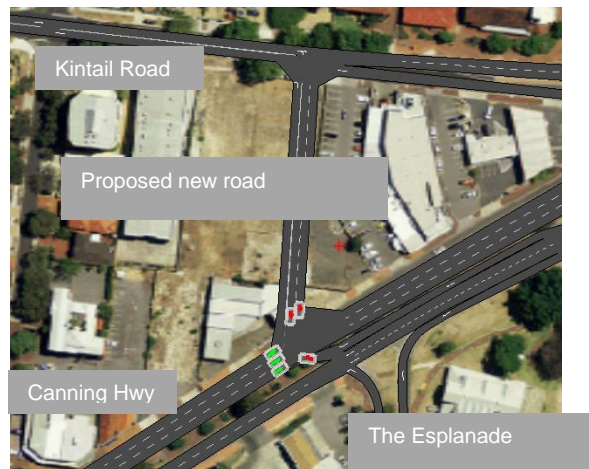 Kintail Road
Proposed new road
Canning Hwy
The Esplanade